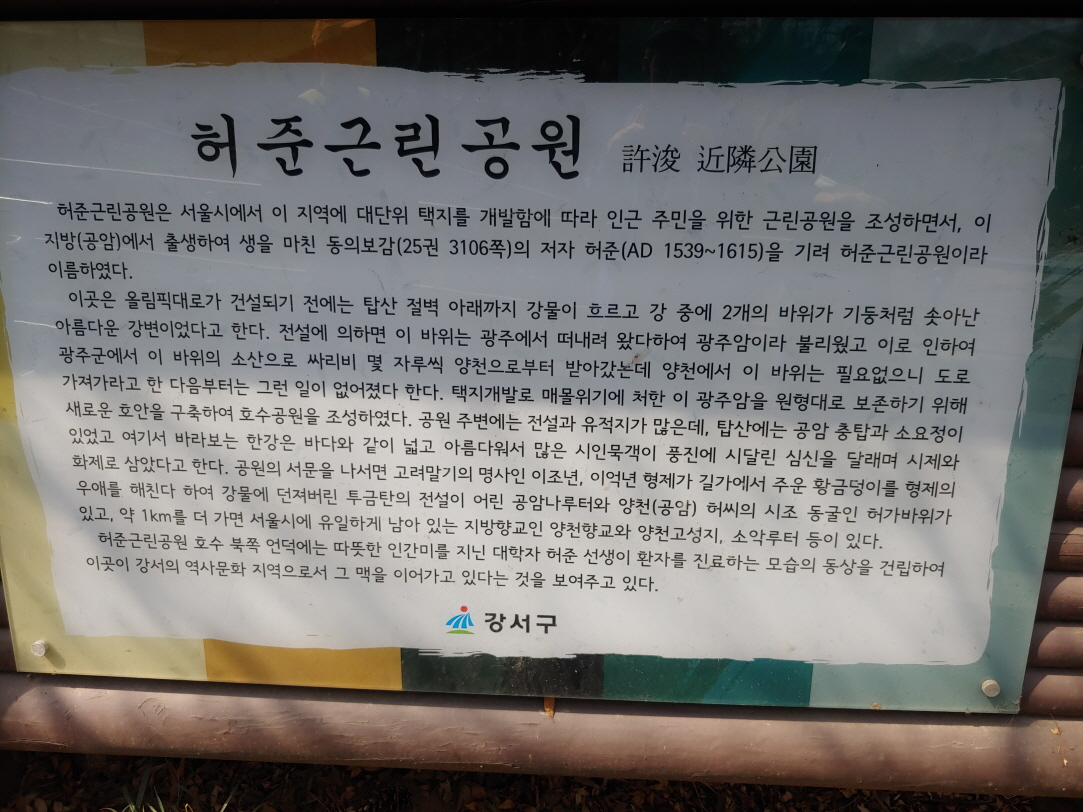 허준근린공원 許浚 近隣公園
허준근린공원은 서울시에서 이 지역에 대단위 택지를 개발함에 따라 인근 주민을 위한 근린공원을 조성하면서, 이
지방(공암)에서 출생하여 생을 마친 동의보감(25권 3106쪽)의 저자 허준(AD 1539~1615)을 기려 허준근린공원이라
이름하였다.
이곳은 올림픽대로가 건설되기 전에는 탑산 절벽 아래까지 강물이 흐르고 강 중에 2개의 바위가 기둥처럼 솟아난
아름다운 강변이었다고 한다. 전설에 의하면 이 바위는 광주에서 떠내려 왔다하여 광주암이라 불리웠고 이로 인하여
광주군에서 이 바위의 소산으로 싸리비 몇 자루씩 양천으로부터 받아갔는데 양천에서 이 바위는 필요없으니 도로
가져가라고 한 다음부터는 그런 일이 없어졌다 한다. 택지개발로 매몰위기에 처한 이 광주암을 원형대로 보존하기 위해
새로운 호안을 구축하여 호수공원을 조성하였다. 공원 주변에는 전설과 유적지가 많은데, 탑산에는 공암 충탑과 소요정이
있었고 여기서 바라보는 한강은 바다와 같이 넓고 아름다워서 많은 시인묵객이 풍진에 시달린 심신을 달래며 시제와
화제로 삼았다고 한다. 공원의 서문을 나서면 고려말기의 명사인 이조년, 이억년 형제가 길가에서 주운 황금덩이를 형제의
우애를 해친다 하여 강물에 던져버린 투금탄의 전설이 어린 공암나루터와 양천(공암) 허씨의 시조 동굴인 허가바위가
있고, 약 1km를 더 가면 서울시에 유일하게 남아 있는 지방향교인 양천향교와 양천고성지, 소악루터 등이 있다.
허준근린공원 호수 북쪽 언덕에는 따뜻한 인간미를 지닌 대학자 허준 선생이 환자를 진료하는 모습의 동상을 건립하여
이곳이 강서의 역사문화 지역으로서 그 맥을 이어가고 있다는 것을 보여주고 있다.
강서구